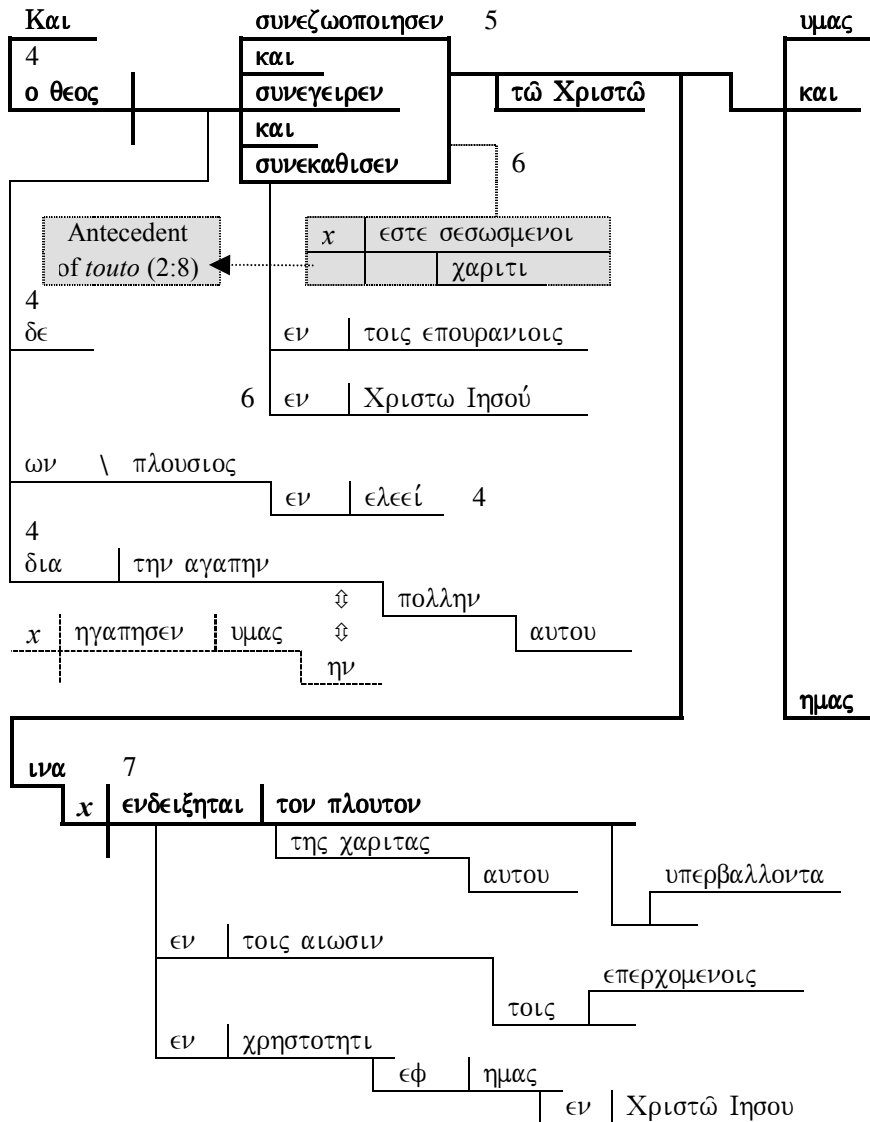 Και συνεζωοποιησεν 5 υμας
4 και
ο θεος συνεγειρεν τω̂ Χριστω̂ και
και
συνεκαθισεν 6
Antecedent x εστε σεσωσμενοι
of touto (2:8) χαριτι
4
δε εν τοις επουρανιοις
6 εν Χριστω Ιησού
ων \ πλουσιος
εν ελεεί 4
4
δια την αγαπην
⇕ πολλην
x ηγαπησεν υμας ⇕ αυτου
ην
ημας
ινα 7
x ενδειξηται τον πλουτον
της χαριτας
αυτου υπερβαλλοντα
εν τοις αιωσιν
επερχομενοις
τοις
εν χρηστοτητι
εφ ημας
εν Χριστω̂ Ιησου